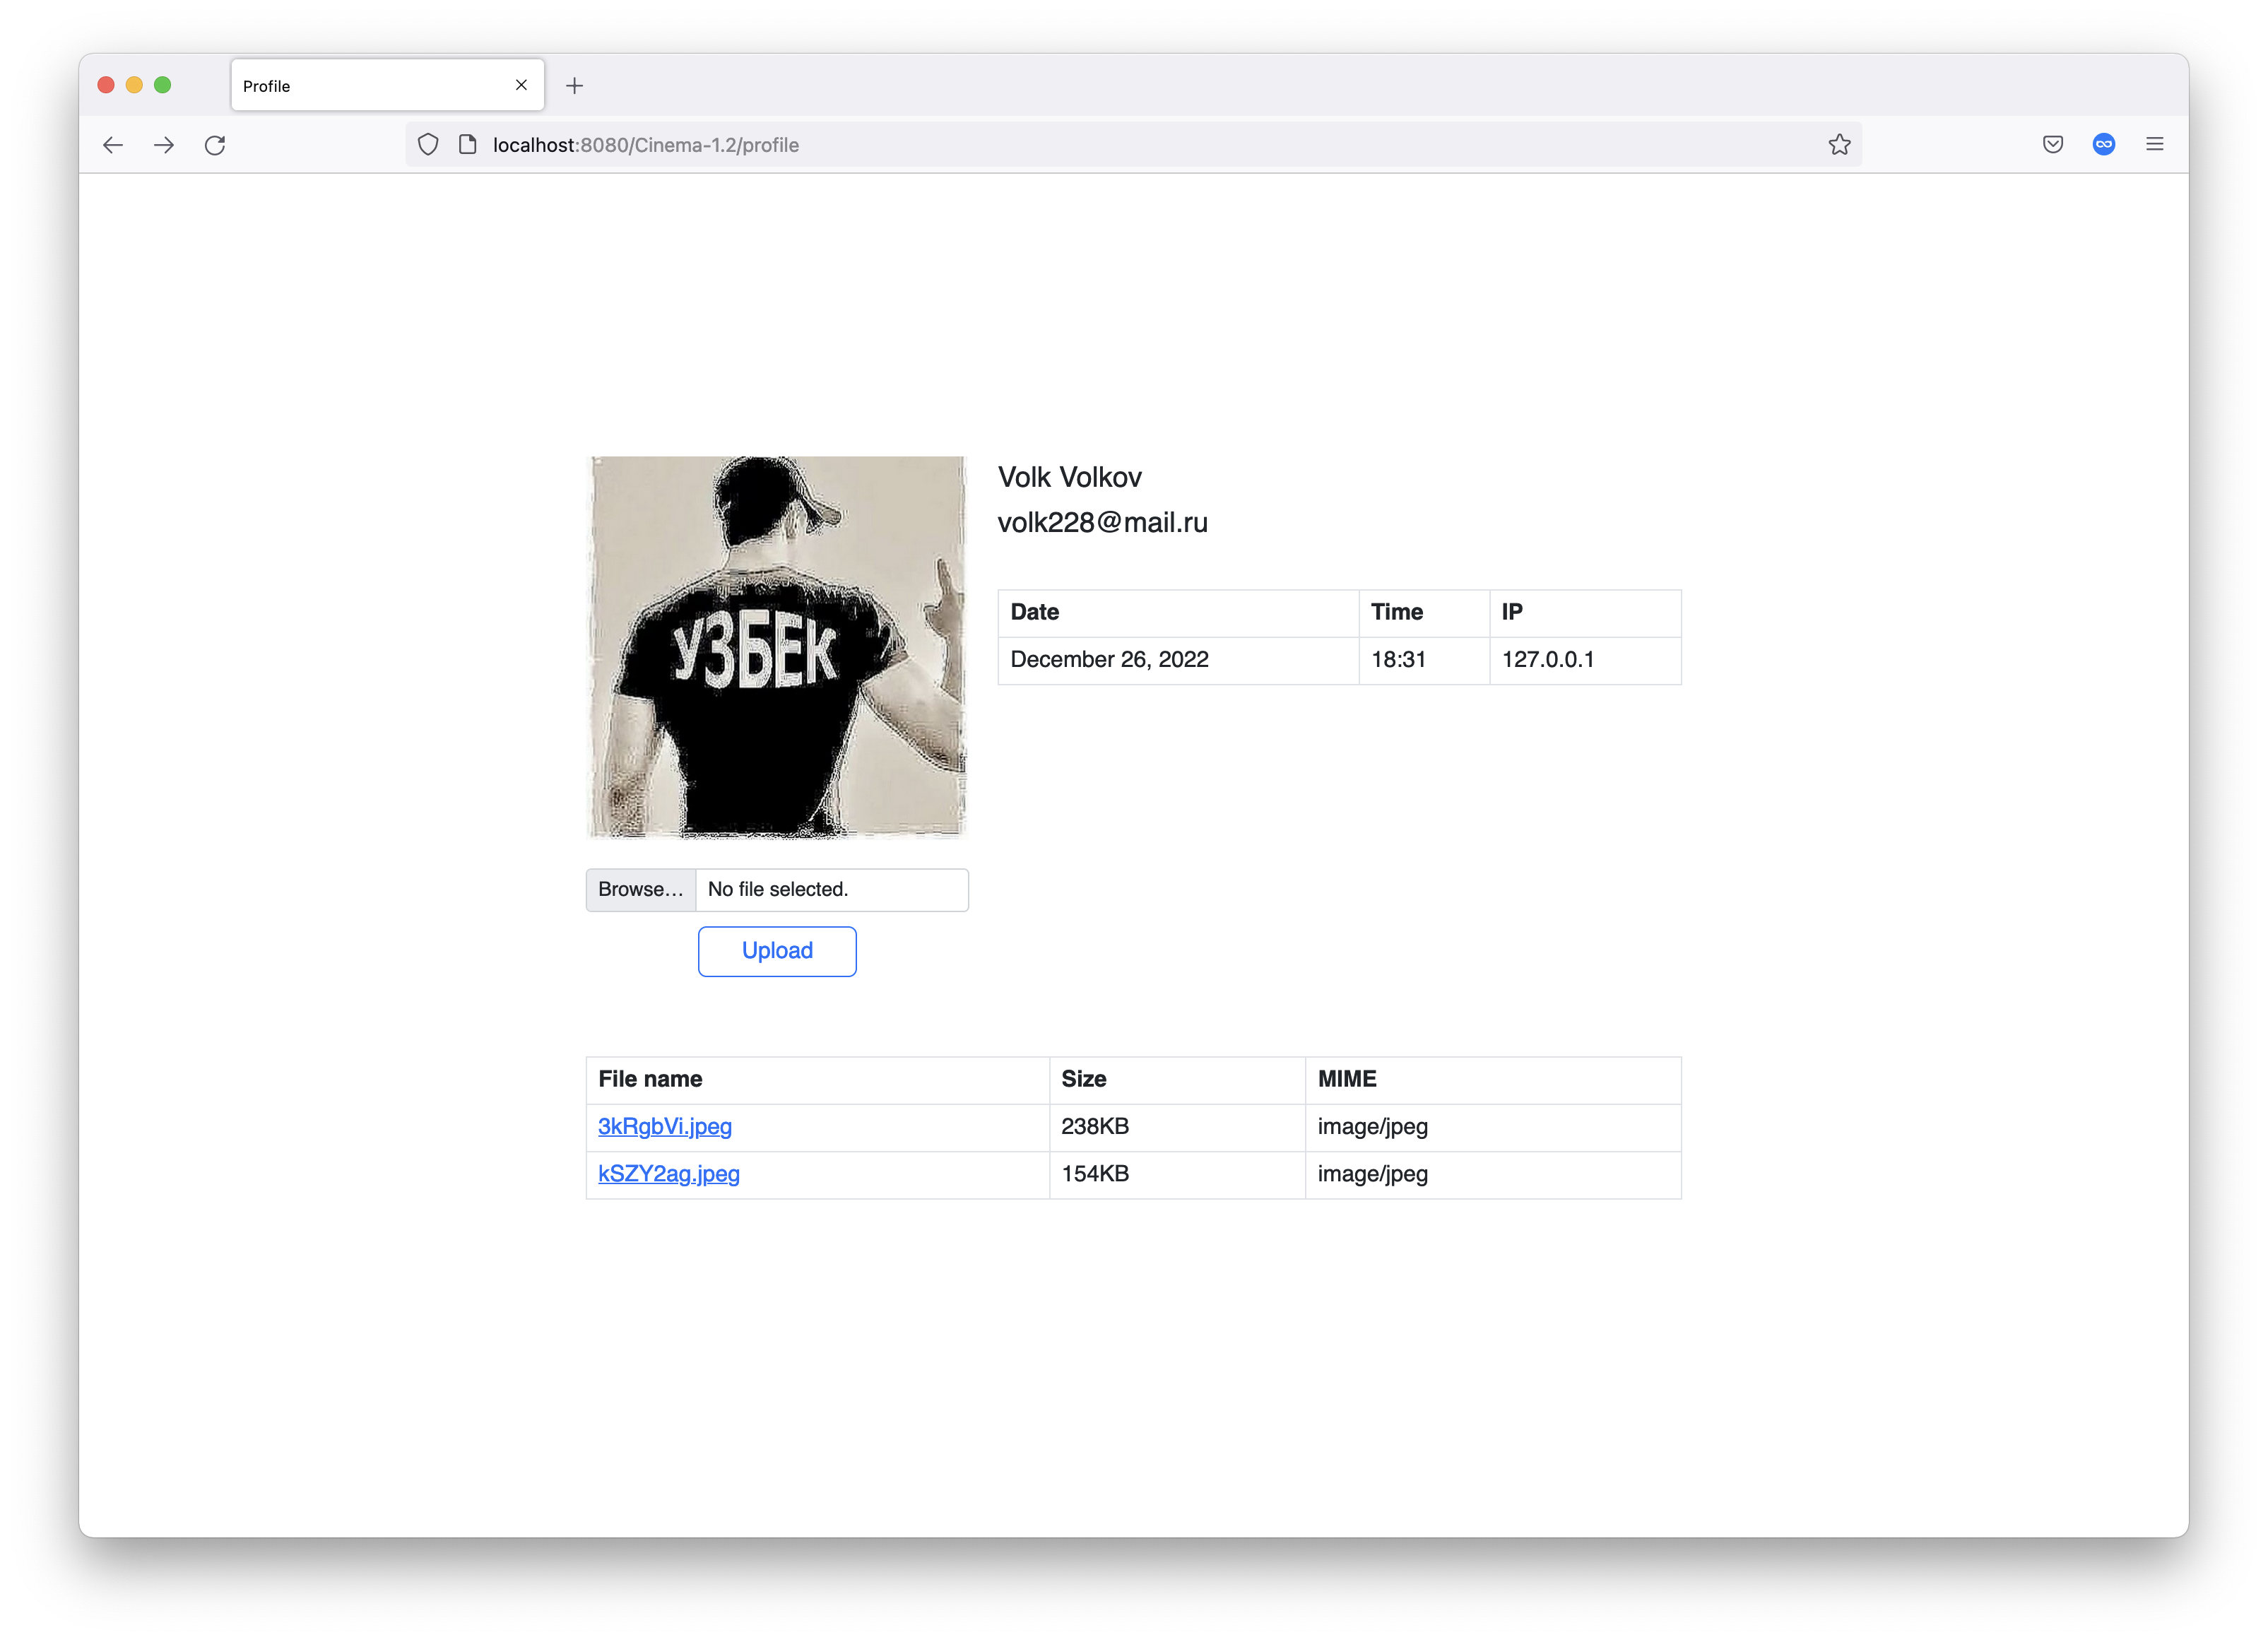 Profile
localhost:8080/Cinema-1.2/profile
УЗБЕК
Volk Volkov
volk228@mail.ru
Date Time IP
December 26, 2022 18:31 127.0.0.1
Browse… No file selected.
Upload
File name Size MIME
3kRgbVi.jpeg 238KB image/jpeg
kSZY2ag.jpeg 154KB image/jpeg